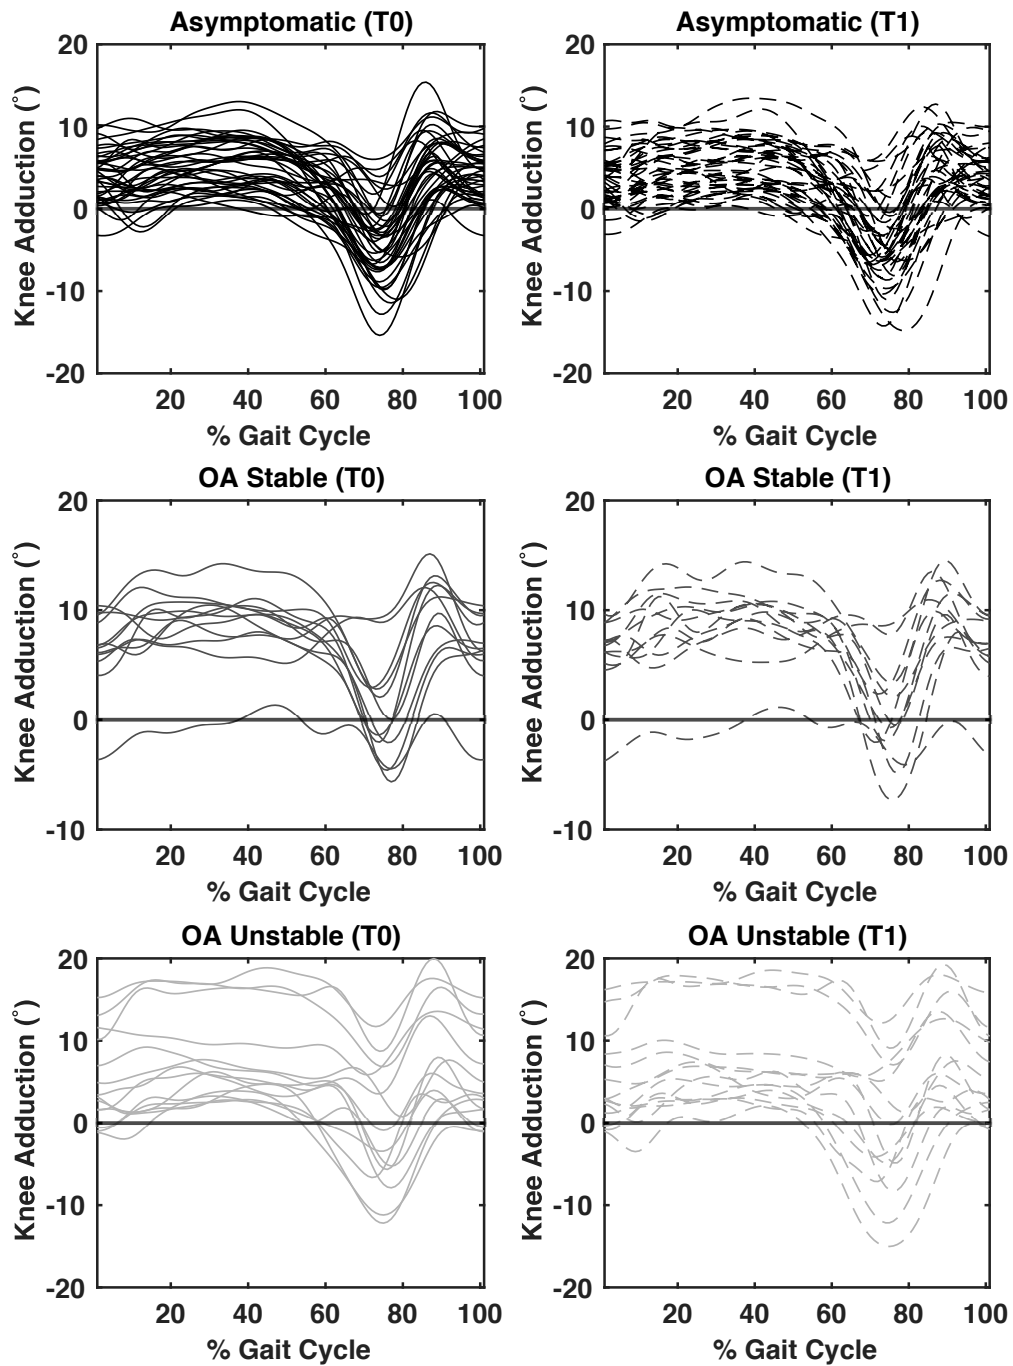 Asymptomatic (T0)
Knee Adduction (°)
20
10
0
-10
-20
20 40 60 80 100
% Gait Cycle
Asymptomatic (T1)
Knee Adduction (°)
20
10
0
-10
-20
20 40 60 80 100
% Gait Cycle
OA Stable (T0)
Knee Adduction (°)
20
10
0
-10
20 40 60 80 100
% Gait Cycle
OA Stable (T1)
Knee Adduction (°)
20
10
0
-10
20 40 60 80 100
% Gait Cycle
OA Unstable (T0)
Knee Adduction (°)
20
10
0
-10
-20
20 40 60 80 100
% Gait Cycle
OA Unstable (T1)
Knee Adduction (°)
20
10
0
-10
-20
20 40 60 80 100
% Gait Cycle